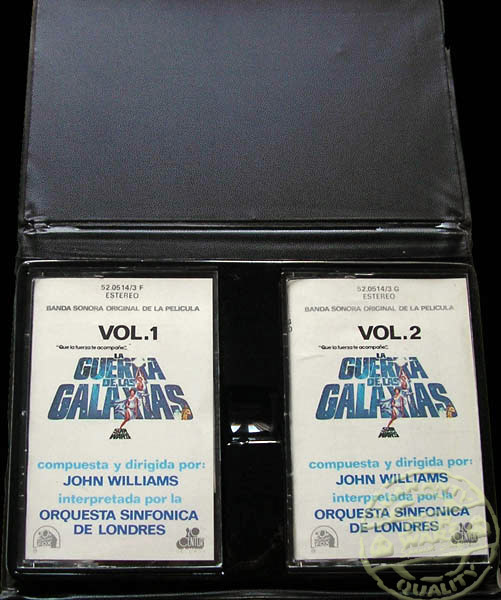 52.0514/3 F
ESTEREO
BANDA SONORA ORIGINAL DE LA PELICULA
VOL.1
"Que la fuerza te acompañe"...
LA
GUERRA
DE LAS
GALAXIAS
STAR
WARS
compuesta y dirigida por:
JOHN WILLIAMS
interpretada por la
ORQUESTA SINFONICA
DE LONDRES
52.0514/3 G
ESTEREO
BANDA SONORA ORIGINAL DE LA PELICULA
VOL.2
"Que la fuerza te acompañe"...
LA
GUERRA
DE LAS
GALAXIAS
STAR
WARS
compuesta y dirigida por:
JOHN WILLIAMS
interpretada por la
ORQUESTA SINFONICA
DE LONDRES
QUALITY